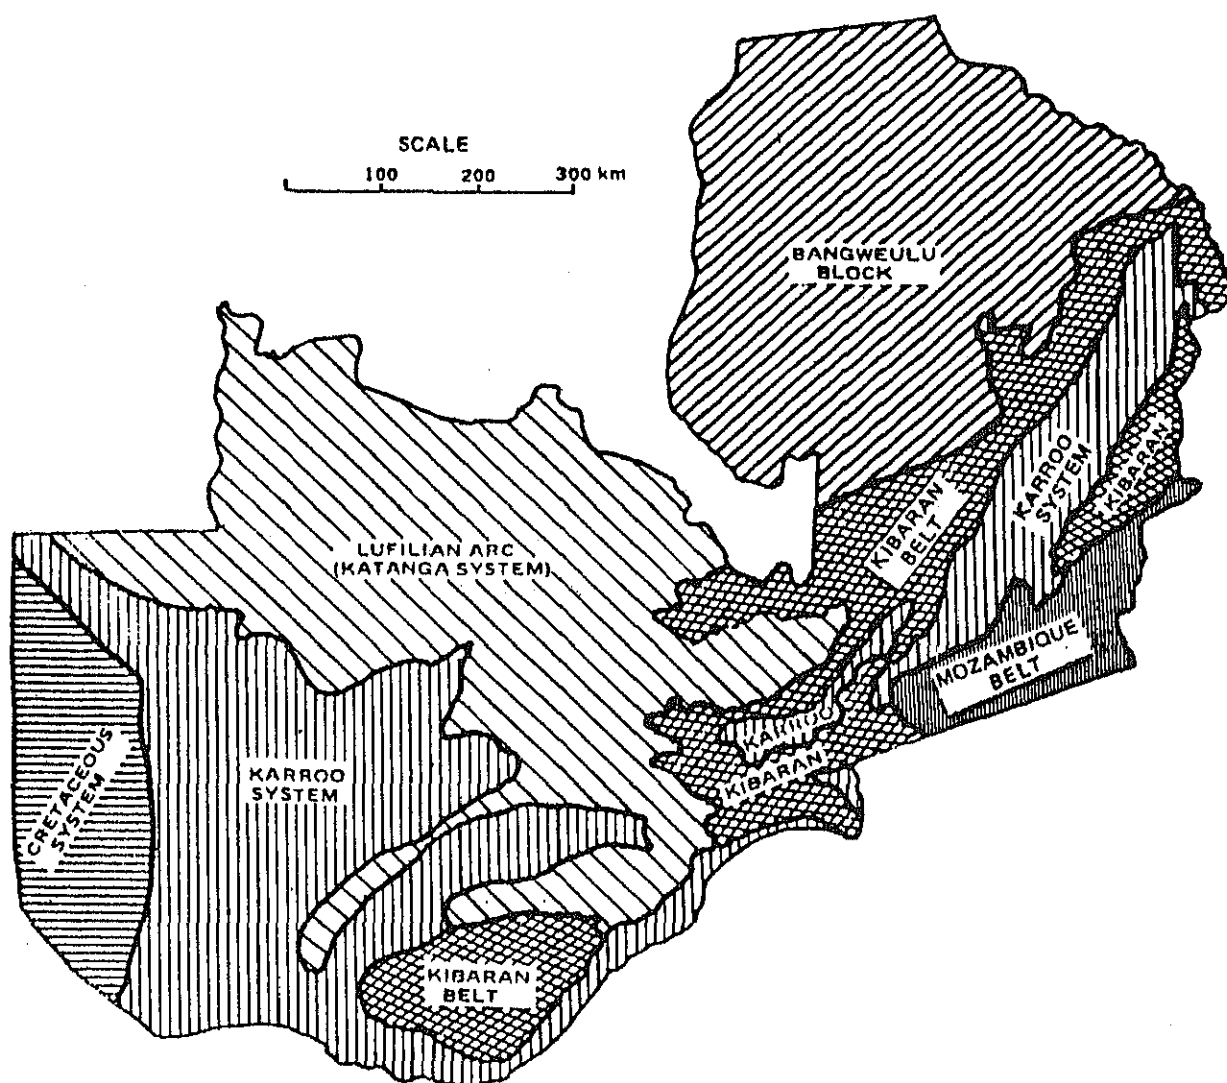 SCALE
100 200 300 km
BANGWEULU
BLOCK
KARROO
SYSTEM
KIBARAN
KIBARAN
BELT
LUFILIAN ARC
(KATANGA SYSTEM)
MOZAMBIQUE
BELT
KARROO
KIBARAN
CRETACEOUS
SYSTEM
KARROO
SYSTEM
KIBARAN
BELT